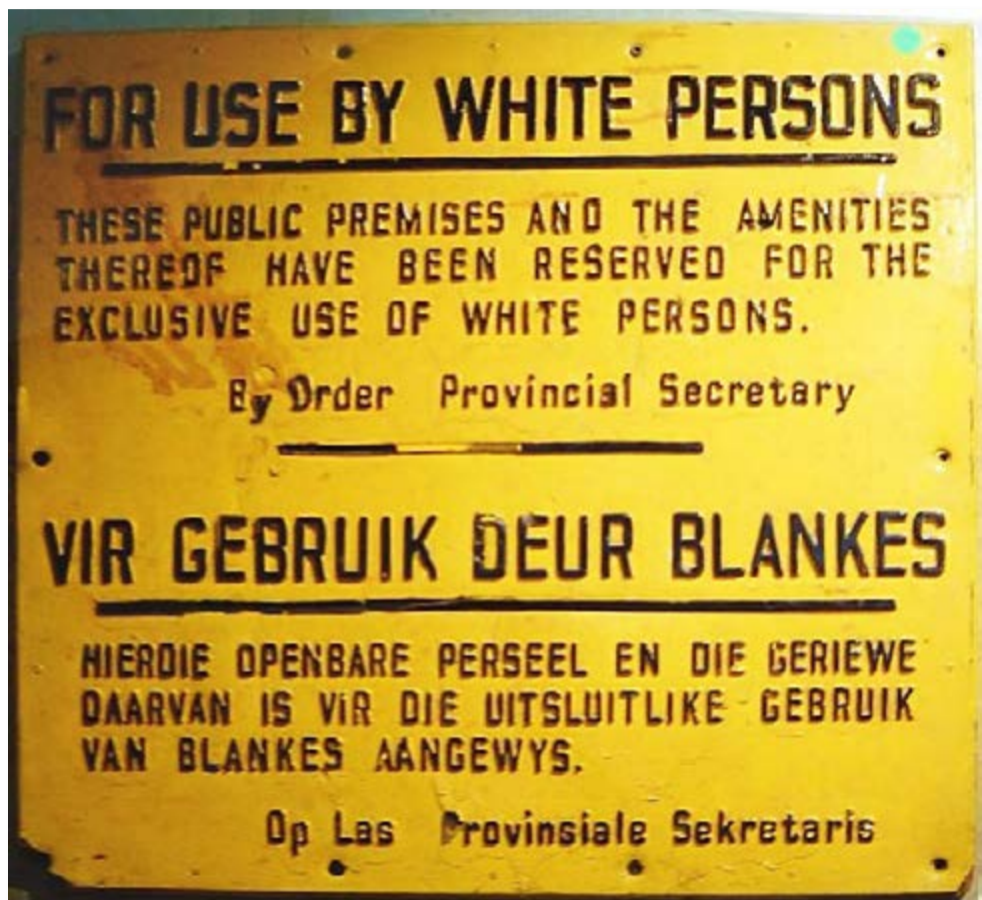 FOR USE BY WHITE PERSONS
THESE PUBLIC PREMISES AND THE AMENITIES
THEREOF HAVE BEEN RESERVED FOR THE
EXCLUSIVE USE OF WHITE PERSONS.
By Order Provincial Secretary
VIR GEBRUIK DEUR BLANKES
HIERDIE OPENBARE PERSEEL EN DIE GERIEWE
DAARVAN IS VIR DIE UITSLUITLIKE GEBRUIK
VAN BLANKES AANGEWYS.
Op Las Provinsiale Sekretaris